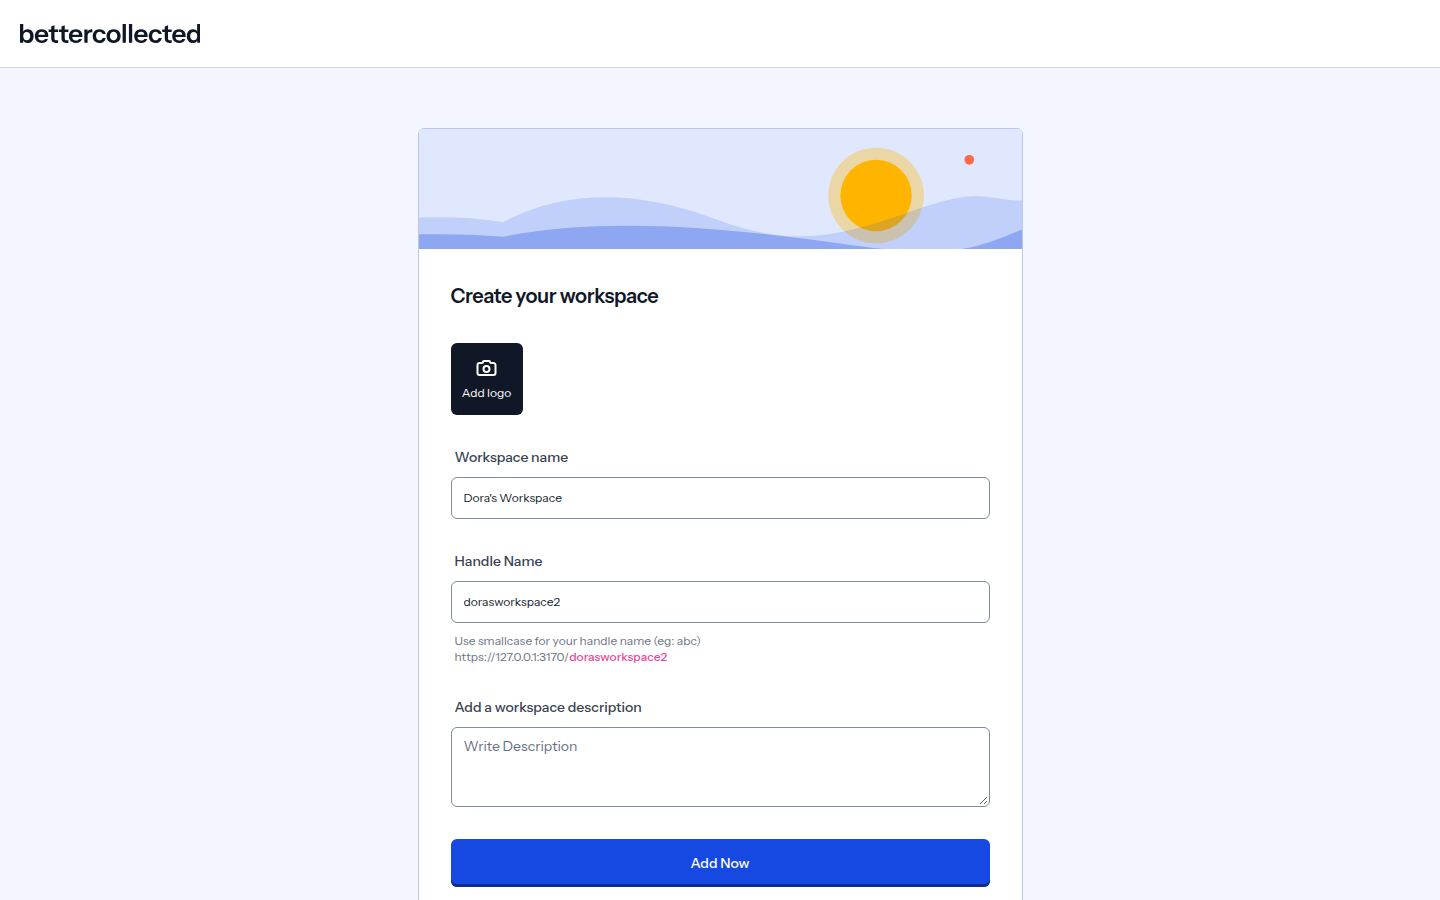 bettercollected
Create your workspace
Add logo
Workspace name
Dora's Workspace
Handle Name
dorasworkspace2
Use smallcase for your handle name (eg: abc)
https://127.0.0.1:3170/dorasworkspace2
Add a workspace description
Write Description
Add Now